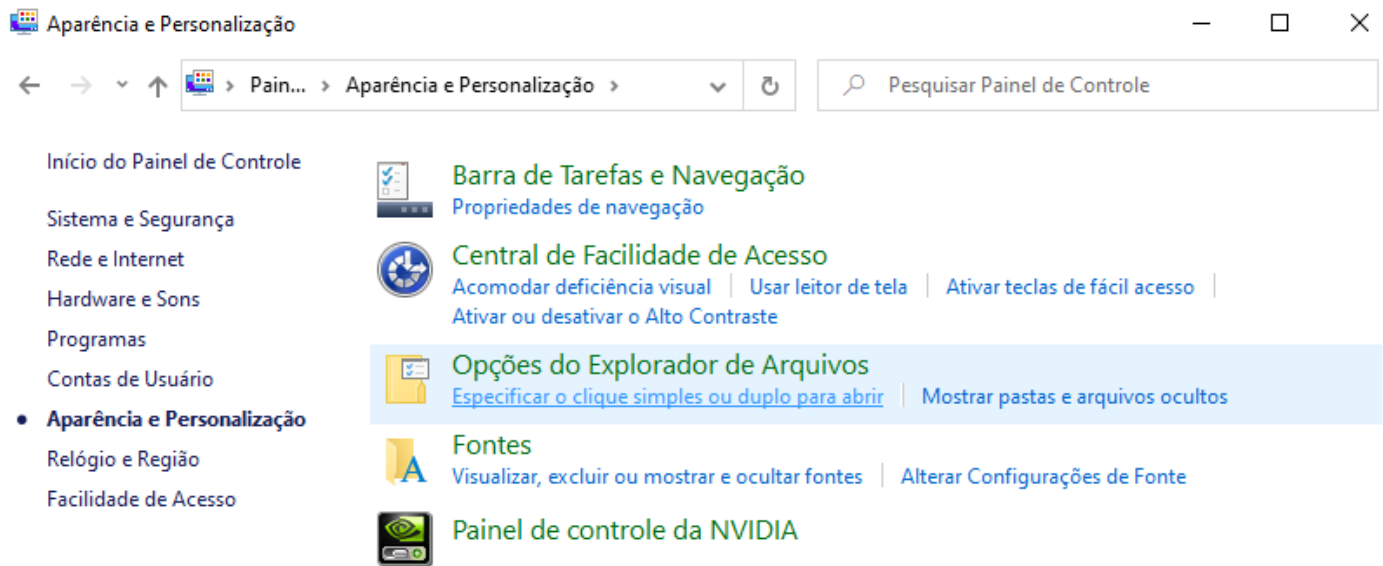 Aparência e Personalização
Pain... Aparência e Personalização
Pesquisar Painel de Controle
Início do Painel de Controle
Sistema e Segurança
Rede e Internet
Hardware e Sons
Programas
Contas de Usuário
Aparência e Personalização
Relógio e Região
Facilidade de Acesso
Barra de Tarefas e Navegação
Propriedades de navegação
Central de Facilidade de Acesso
Acomodar deficiência visual Usar leitor de tela Ativar teclas de fácil acesso
Ativar ou desativar o Alto Contraste
Opções do Explorador de Arquivos
Especificar o clique simples ou duplo para abrir Mostrar pastas e arquivos ocultos
Fontes
Visualizar, excluir ou mostrar e ocultar fontes Alterar Configurações de Fonte
Painel de controle da NVIDIA